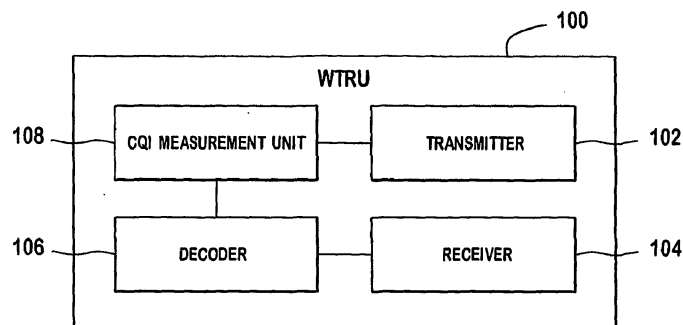 100
WTRU
108
CQI MEASUREMENT UNIT
TRANSMITTER
102
106
DECODER
RECEIVER
104